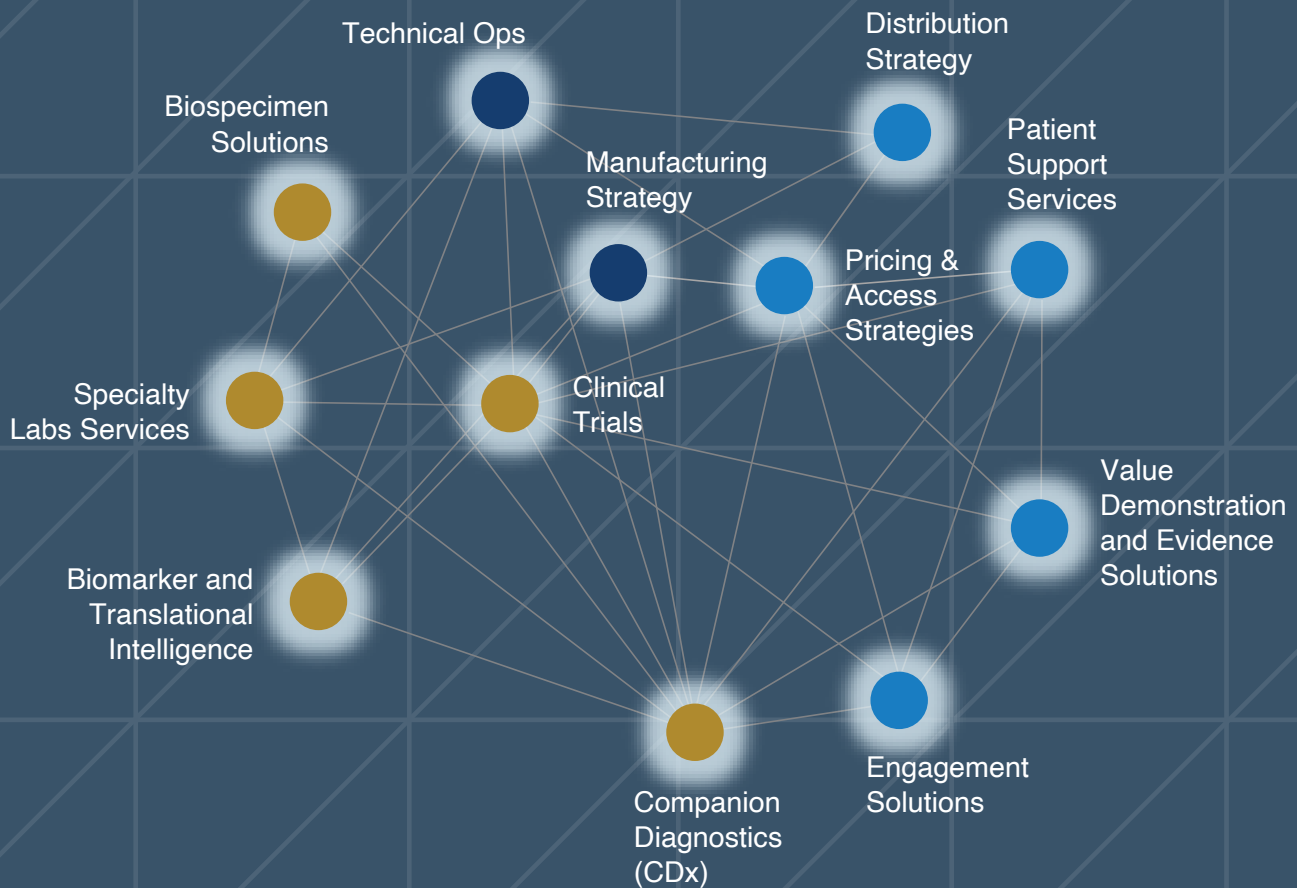 Technical Ops
Distribution
Strategy
Biospecimen
Solutions
Patient
Support
Services
Manufacturing
Strategy
Pricing &
Access
Strategies
Specialty
Labs Services
Clinical
Trials
Value
Demonstration
and Evidence
Solutions
Biomarker and
Translational
Intelligence
Engagement
Solutions
Companion
Diagnostics
(CDx)